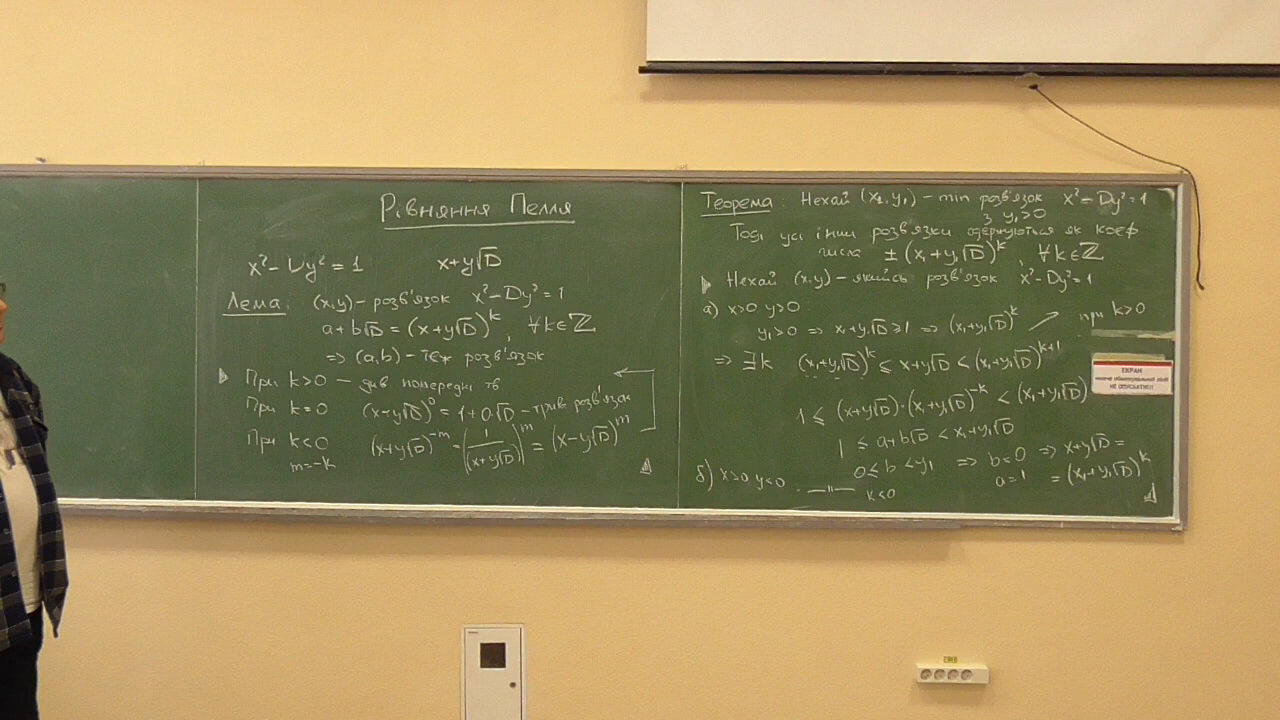 Рівняння Пелля
x² - Dy² = 1   x+y√D
Лема: (x,y) - розв'язок x² - Dy² = 1
a+b√D = (x+y√D)^k, ∀k∈ℤ
⇒ (a,b) - теж розв'язок
При k>0 - див попередн тв
При k=0 (x+y√D)⁰ = 1+0·√D - трив розв'язок
При k<0 (x+y√D)^{-m} = (1/(x+y√D))^m = (x-y√D)^m
m=-k
Теорема: Нехай (x₁,y₁) - min розв'язок x² - Dy² = 1
з y₁>0
Тоді усі інши розв'язки одержуються як коеф
числа ±(x₁+y₁√D)^k, ∀k∈ℤ
Нехай (x,y) - якийсь розв'язок x² - Dy² = 1
а) x>0 y>0
y₁>0 ⇒ x₁+y₁√D ≥ 1 ⇒ (x₁+y₁√D)^k ↗ при k>0
⇒ ∃k (x₁+y₁√D)^k ≤ x+y√D < (x₁+y₁√D)^{k+1}
1 ≤ (x+y√D)·(x₁+y₁√D)^{-k} < (x₁+y₁√D)
1 ≤ a+b√D < x₁+y₁√D
0≤b<y₁ ⇒ b=0 ⇒ x+y√D =
a=1 = (x₁+y₁√D)^k
б) x>0 y<0 . —"— k<0
ЕКРАН
НЕ ОПУСКАТИ!!!